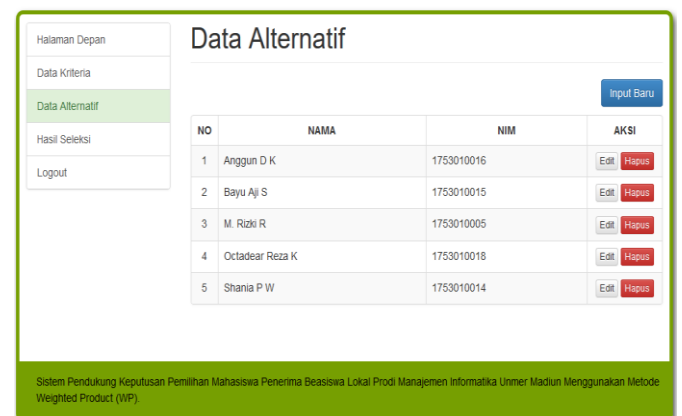 Halaman Depan
Data Kriteria
Data Alternatif
Hasil Seleksi
Logout
Data Alternatif
Input Baru
NO NAMA NIM AKSI
1 Anggun D K 1753010016 Edit Hapus
2 Bayu Aji S 1753010015 Edit Hapus
3 M. Rizki R 1753010005 Edit Hapus
4 Octadear Reza K 1753010018 Edit Hapus
5 Shania P W 1753010014 Edit Hapus
Sistem Pendukung Keputusan Pemilihan Mahasiswa Penerima Beasiswa Lokal Prodi Manajemen Informatika Unmer Madiun Menggunakan Metode
Weighted Product (WP).